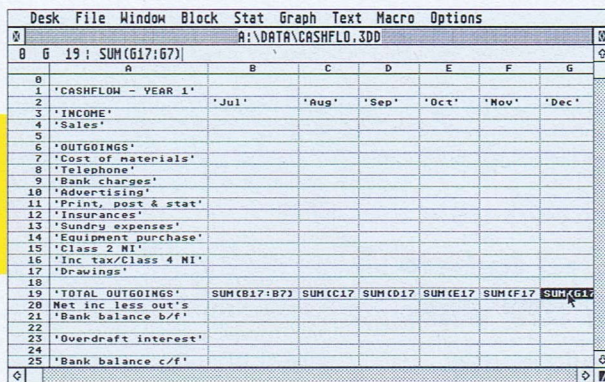 Desk File Window Block Stat Graph Text Macro Options
A:\DATA\CASHFLO.3DD
0 G 19 : SUM(G17:G7)
A B C D E F G
0
1 'CASHFLOW - YEAR 1'
2 'Jul' 'Aug' 'Sep' 'Oct' 'Nov' 'Dec'
3 'INCOME'
4 'Sales'
5
6 'OUTGOINGS'
7 'Cost of materials'
8 'Telephone'
9 'Bank charges'
10 'Advertising'
11 'Print, post & stat'
12 'Insurances'
13 'Sundry expenses'
14 'Equipment purchase'
15 'Class 2 NI'
16 'Inc tax/Class 4 NI'
17 'Drawings'
18
19 'TOTAL OUTGOINGS' SUM(B17:B7) SUM(C17 SUM(D17 SUM(E17 SUM(F17 SUM(G17
20 Net inc less out's
21 'Bank balance b/f'
22
23 'Overdraft interest'
24
25 'Bank balance c/f'